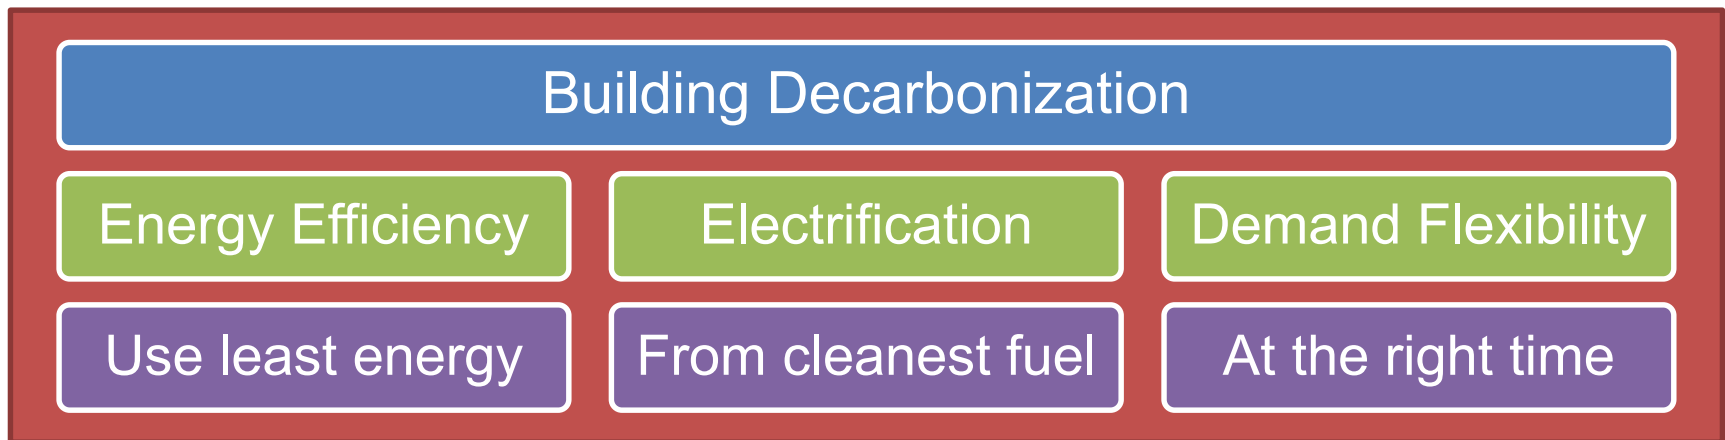 Building Decarbonization
Energy Efficiency
Electrification
Demand Flexibility
Use least energy
From cleanest fuel
At the right time